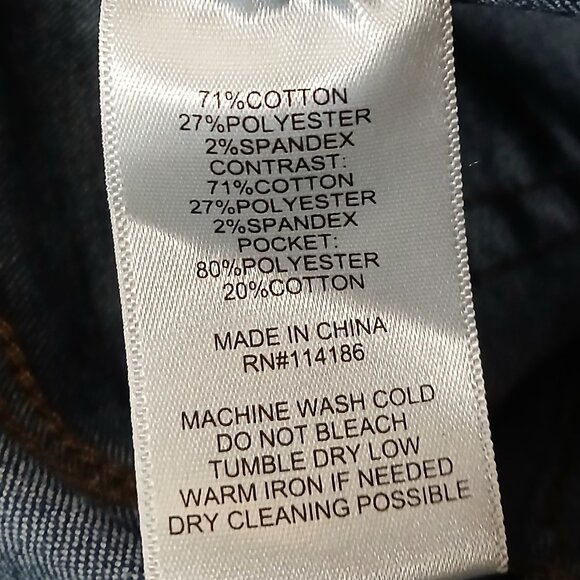 71%COTTON
27%POLYESTER
2%SPANDEX
CONTRAST:
71%COTTON
27%POLYESTER
2%SPANDEX
POCKET:
80%POLYESTER
20%COTTON
MADE IN CHINA
RN#114186
MACHINE WASH COLD
DO NOT BLEACH
TUMBLE DRY LOW
WARM IRON IF NEEDED
DRY CLEANING POSSIBLE